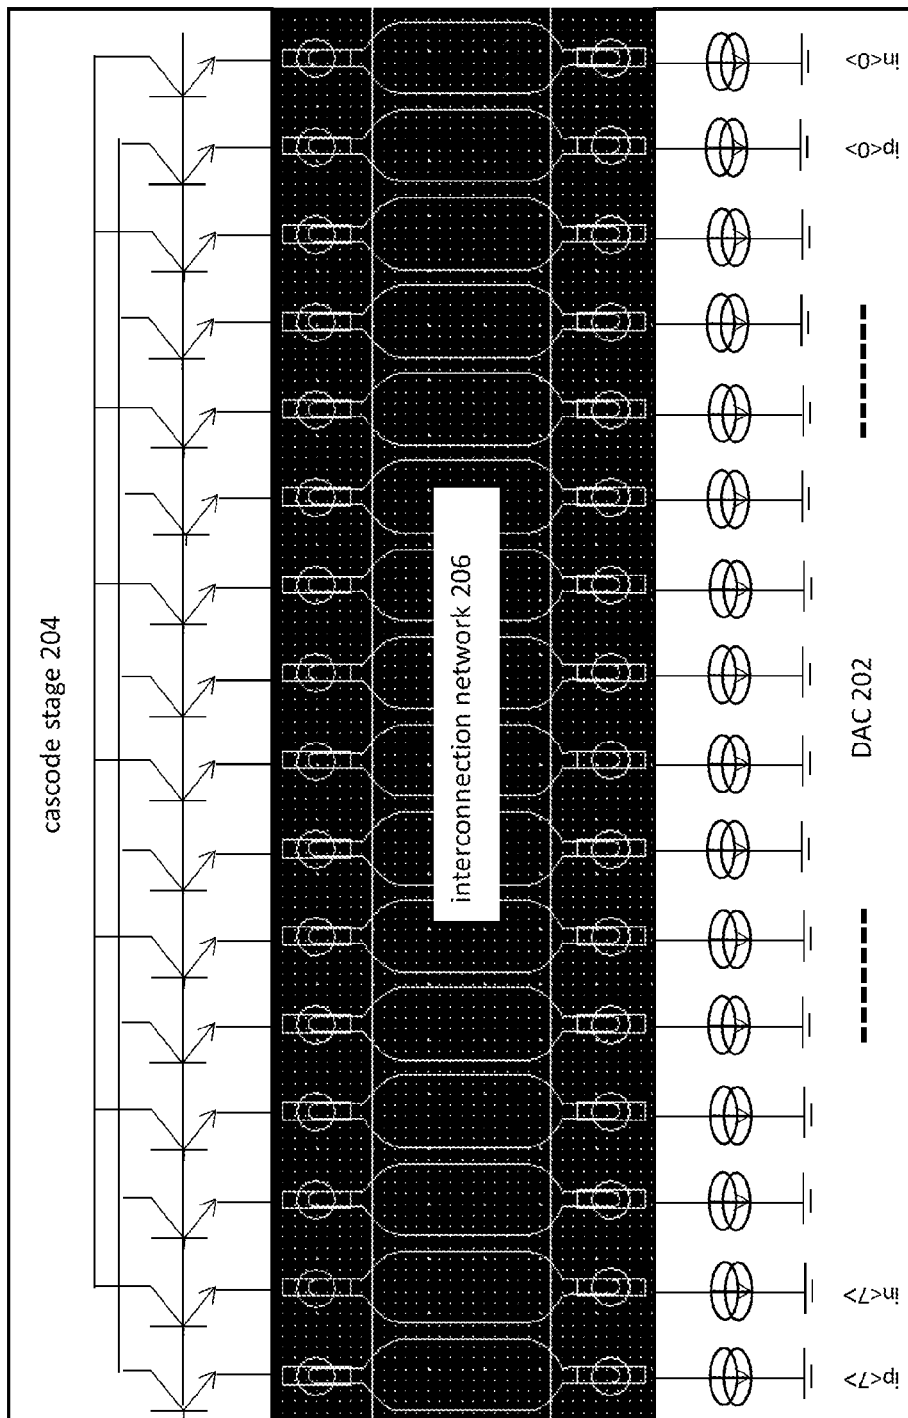 cascode stage 204
interconnection network 206
DAC 202
in<0>
ip<0>
in<7>
ip<7>